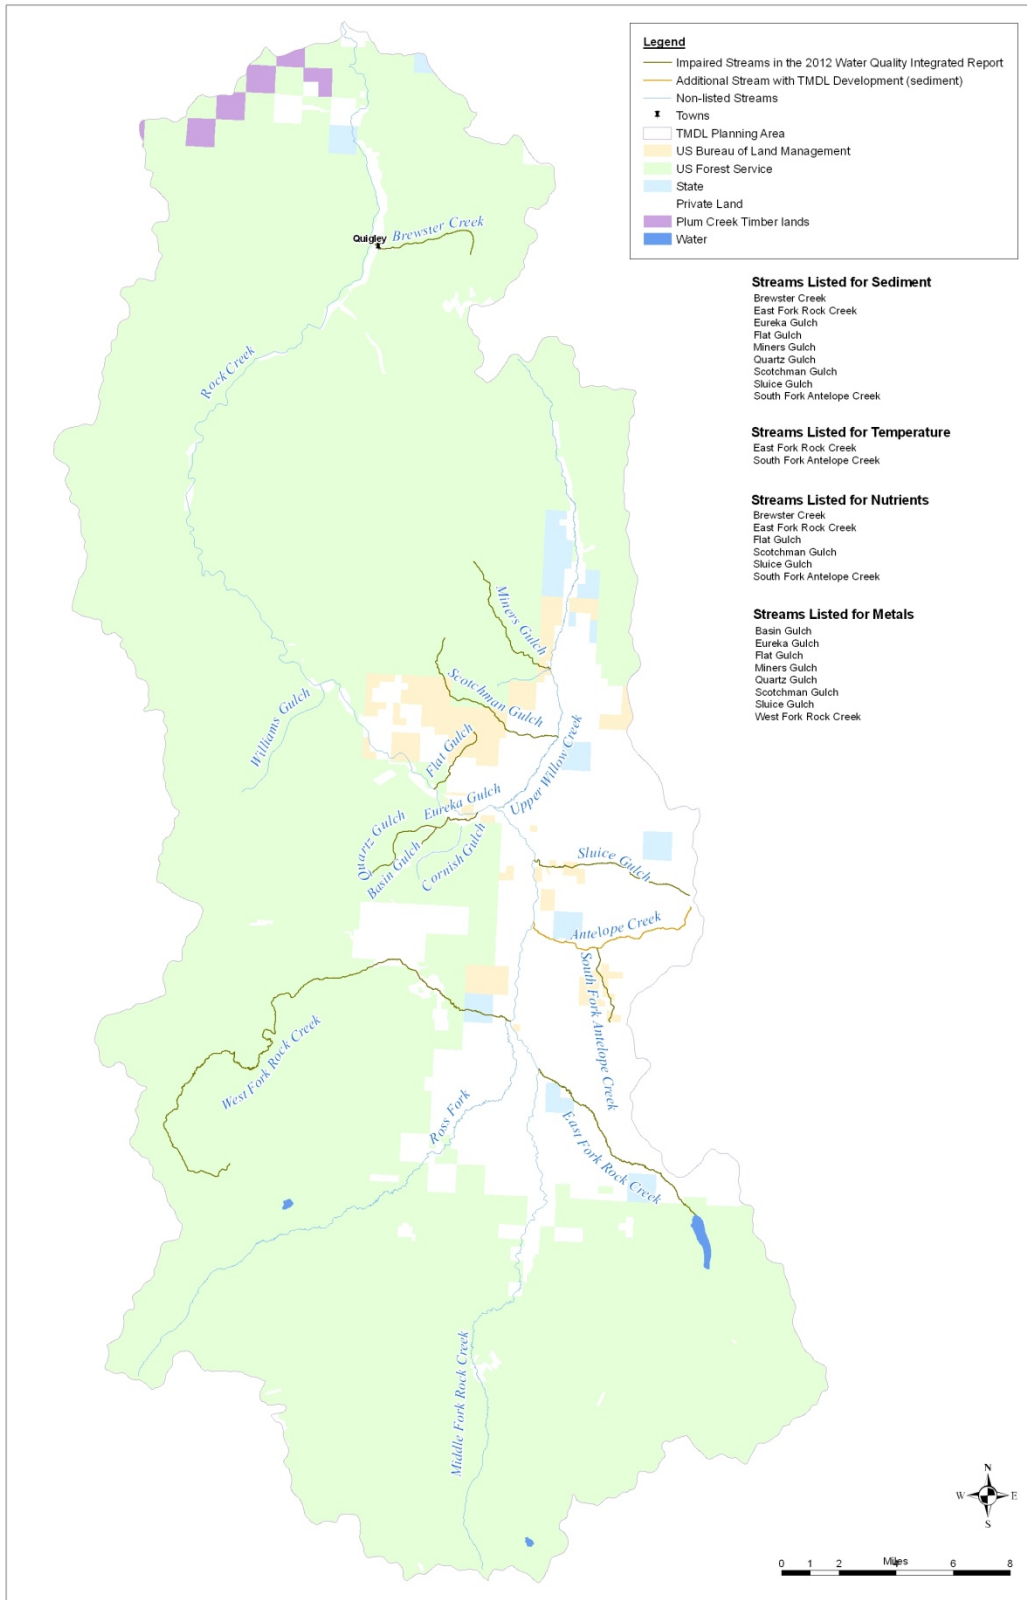 Legend
Impaired Streams in the 2012 Water Quality Integrated Report
Additional Stream with TMDL Development (sediment)
Non-listed Streams
Towns
TMDL Planning Area
US Bureau of Land Management
US Forest Service
State
Private Land
Plum Creek Timber lands
Water
Quigley
Brewster Creek
Streams Listed for Sediment
Brewster Creek
East Fork Rock Creek
Eureka Gulch
Flat Gulch
Miners Gulch
Quartz Gulch
Scotchman Gulch
Sluice Gulch
South Fork Antelope Creek
Streams Listed for Temperature
East Fork Rock Creek
South Fork Antelope Creek
Streams Listed for Nutrients
Brewster Creek
East Fork Rock Creek
Flat Gulch
Scotchman Gulch
Sluice Gulch
South Fork Antelope Creek
Streams Listed for Metals
Basin Gulch
Eureka Gulch
Flat Gulch
Miners Gulch
Quartz Gulch
Scotchman Gulch
Sluice Gulch
West Fork Rock Creek
Rock Creek
Miners Gulch
Scotchman Gulch
Williams Gulch
Flat Gulch
Upper Willow Creek
Eureka Gulch
Quartz Gulch
Basin Gulch
Cornish Gulch
Sluice Gulch
Antelope Creek
South Fork Antelope Creek
West Fork Rock Creek
Ross Fork
East Fork Rock Creek
Middle Fork Rock Creek
N
W E
S
Miles
0 1 2 4 6 8